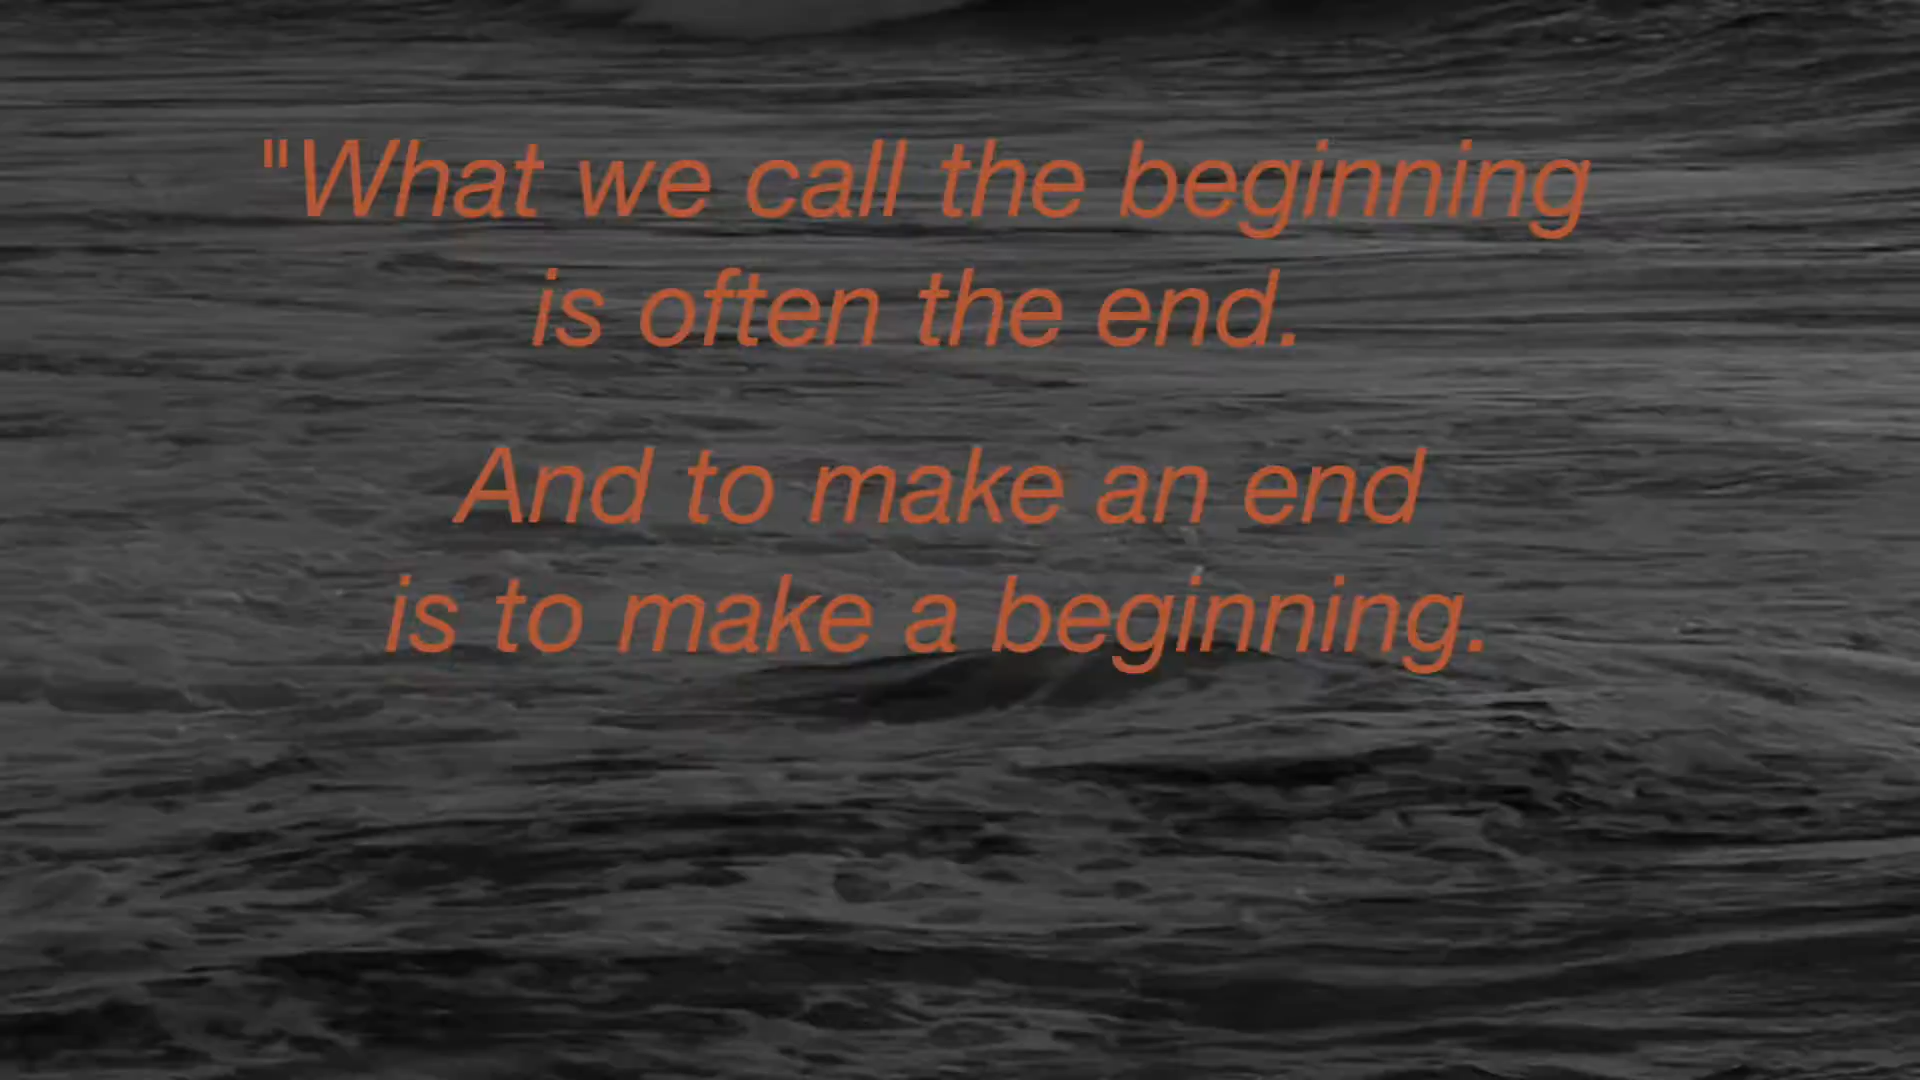 "What we call the beginning
is often the end.
And to make an end
is to make a beginning.